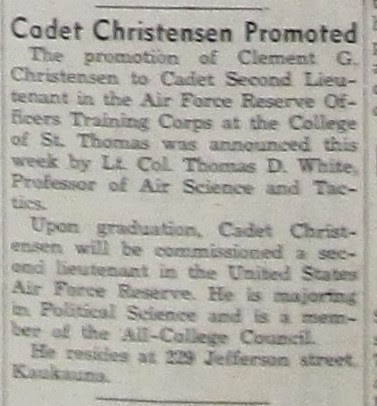 Cadet Christensen Promoted
The promotion of Clement G.
Christensen to Cadet Second Lieu-
tenant in the Air Force Reserve Of-
ficers Training Corps at the College
of St. Thomas was announced this
week by Lt. Col. Thomas D. White,
Professor of Air Science and Tac-
tics.
Upon graduation, Cadet Christ-
ensen will be commissioned a sec-
ond lieutenant in the United States
Air Force Reserve. He is majoring
in Political Science and is a mem-
ber of the All-College Council.
He resides at 229 Jefferson street,
Kaukauna.